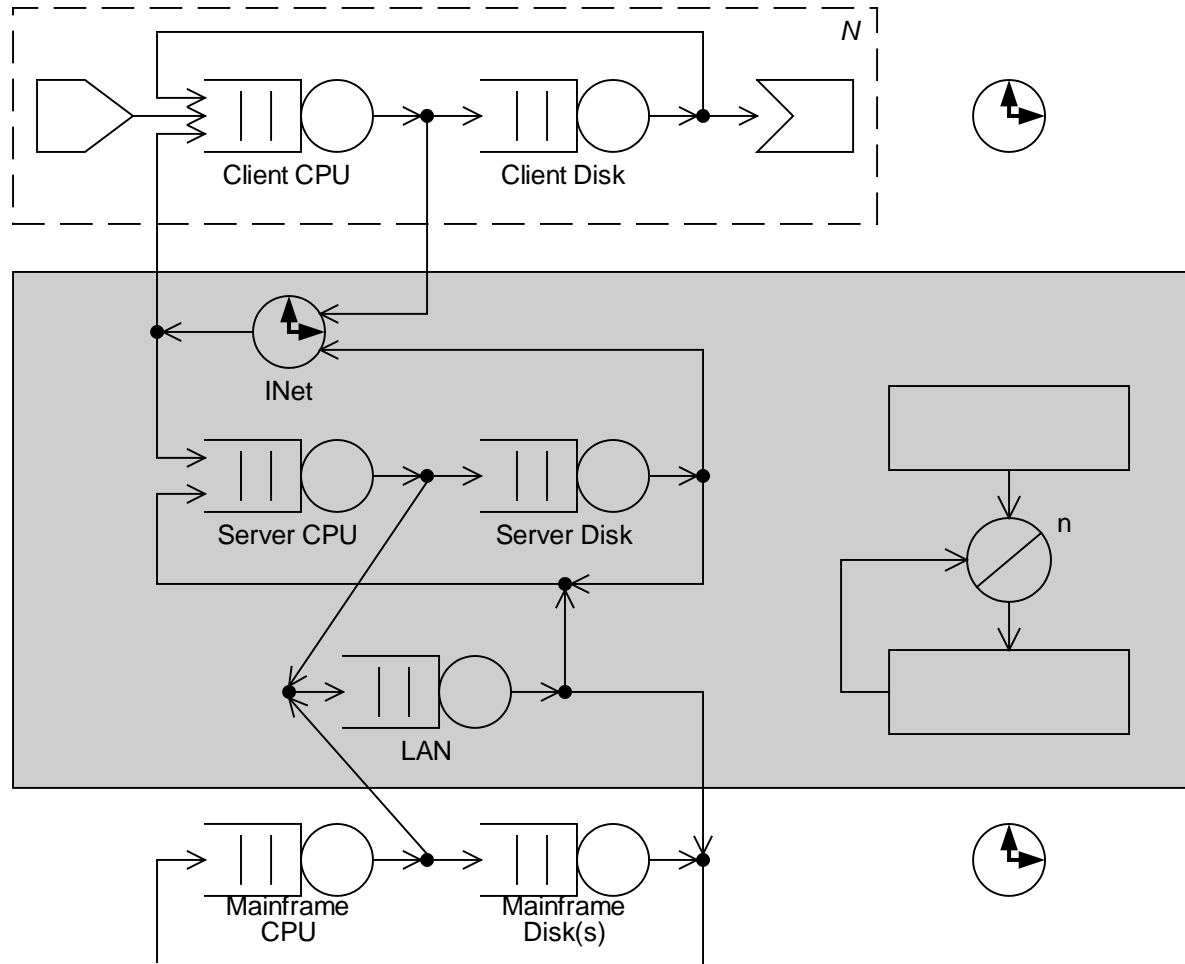 N
Client CPU
Client Disk
INet
n
Server CPU
Server Disk
LAN
Mainframe
CPU
Mainframe
Disk(s)